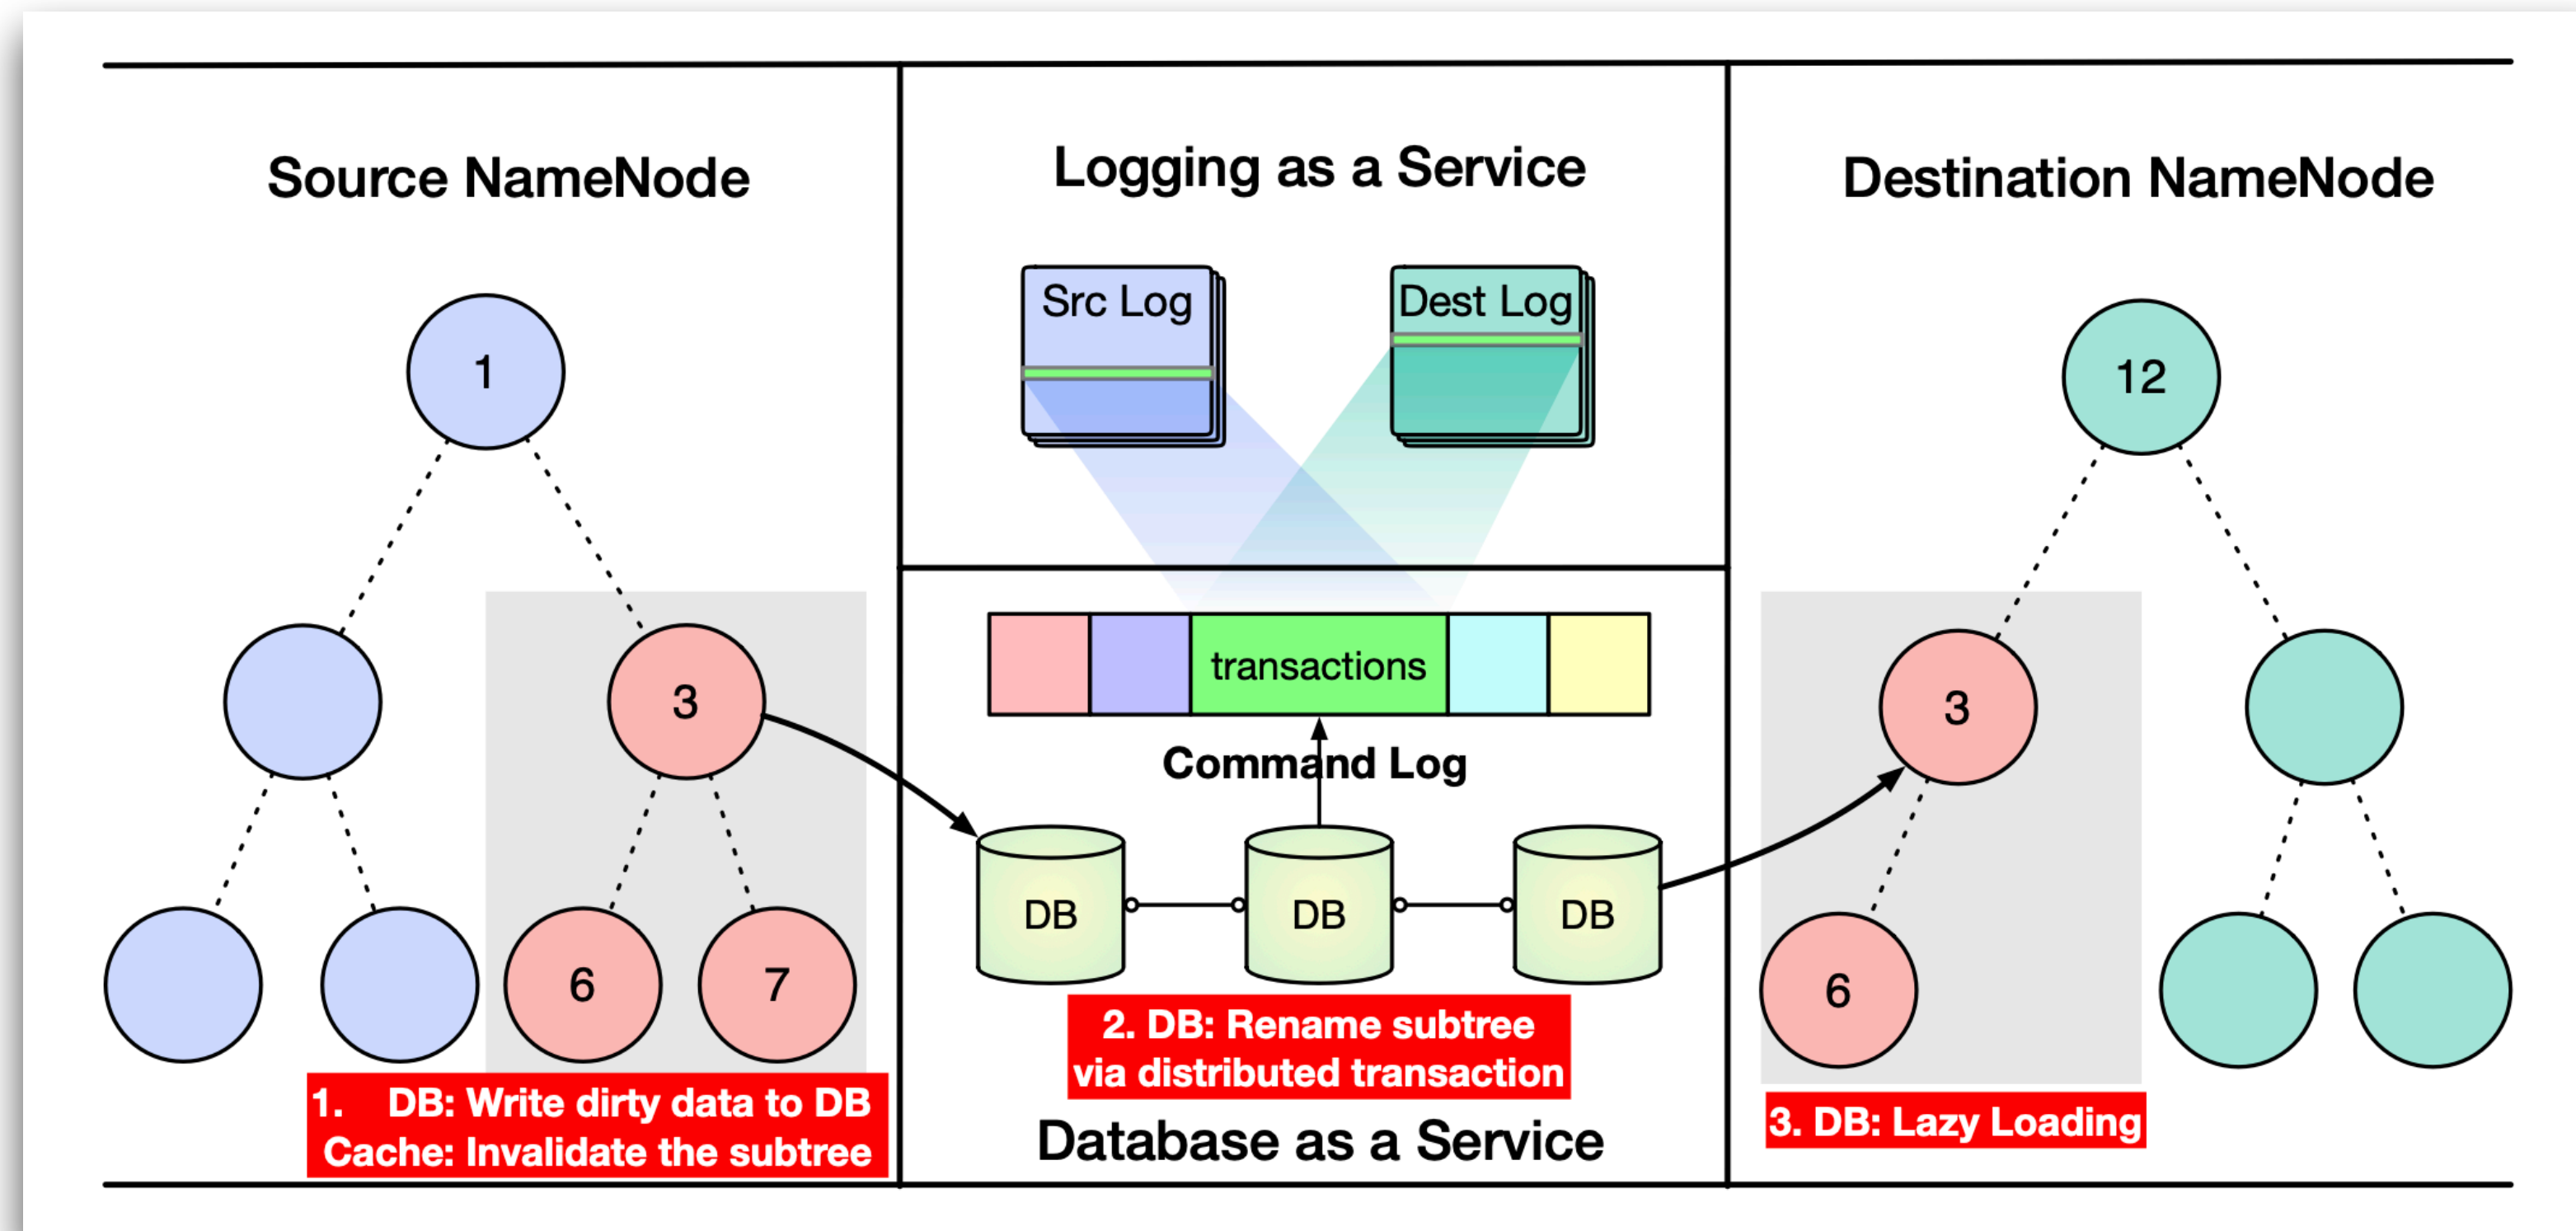 Source NameNode
1
3
6
7
1. DB: Write dirty data to DB
Cache: Invalidate the subtree
Logging as a Service
Src Log
Dest Log
transactions
Command Log
DB
DB
DB
2. DB: Rename subtree
via distributed transaction
Database as a Service
Destination NameNode
12
3
6
3. DB: Lazy Loading